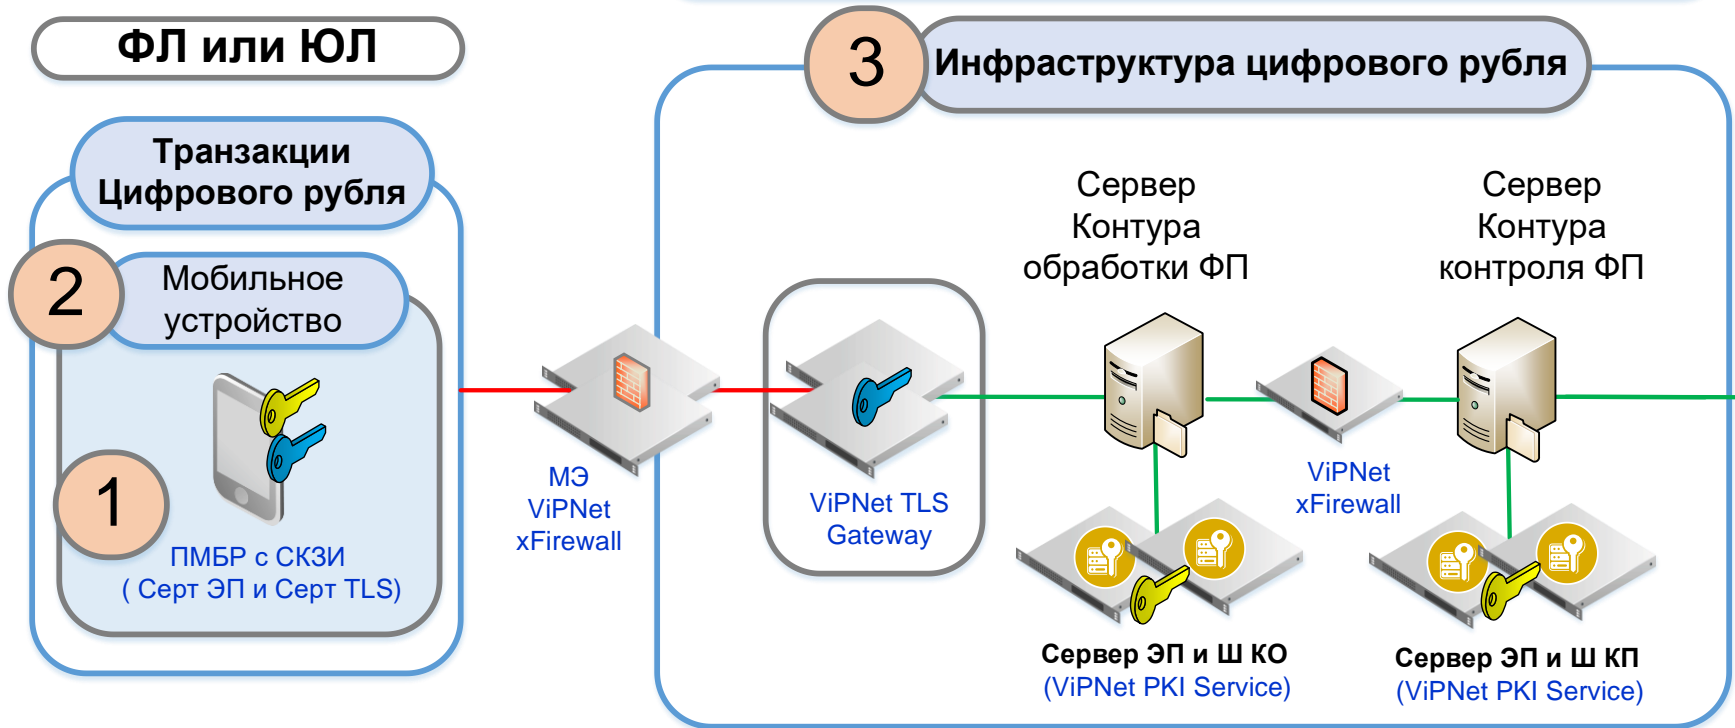 ФЛ или ЮЛ
3
Инфраструктура цифрового рубля
Транзакции
Цифрового рубля
2
Мобильное
устройство
1
ПМБР с СКЗИ
( Серт ЭП и Серт TLS)
МЭ
ViPNet
xFirewall
ViPNet TLS
Gateway
Сервер
Контура
обработки ФП
ViPNet
xFirewall
Сервер
Контура
контроля ФП
Сервер ЭП и Ш КО
(ViPNet PKI Service)
Сервер ЭП и Ш КП
(ViPNet PKI Service)